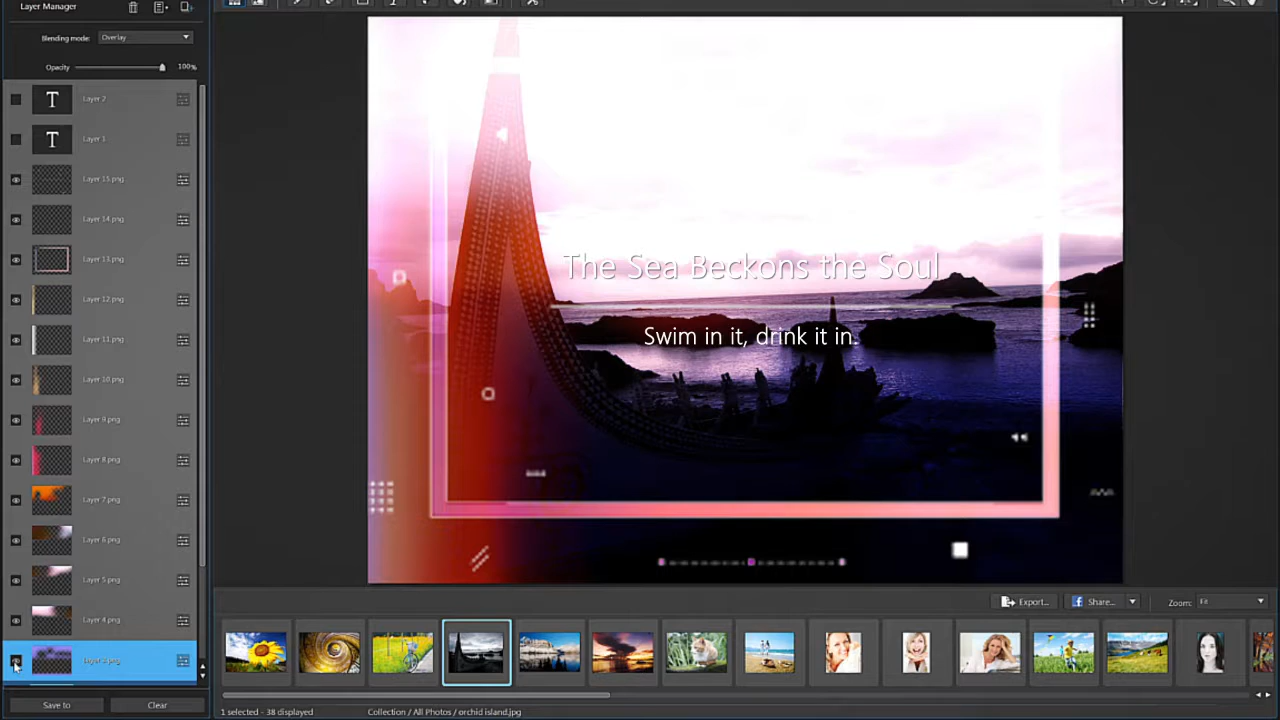 Layer Manager
Blending mode: Overlay
Opacity 100%
T Layer 2
T Layer 1
Layer 15.png
Layer 14.png
Layer 13.png
Layer 12.png
Layer 11.png
Layer 10.png
Layer 9.png
Layer 8.png
Layer 7.png
Layer 6.png
Layer 5.png
Layer 4.png
Save to Clear
The Sea Beckons the Soul
Swim in it, drink it in.
Export... Share... Zoom: Fit
1 selected - 38 displayed Collection / All Photos / orchid island.jpg